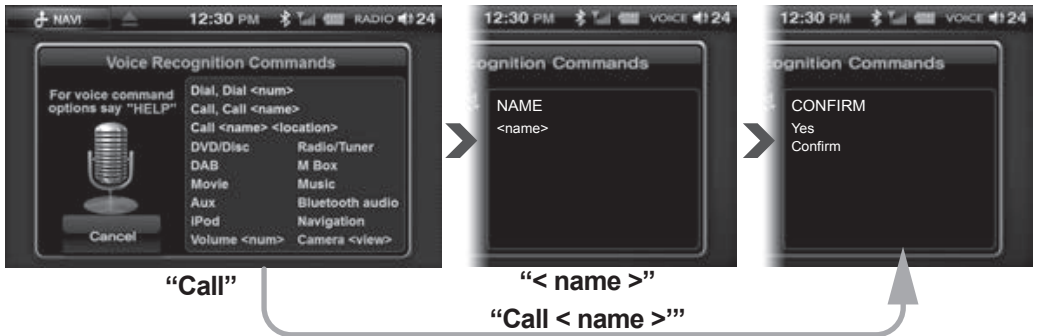 NAVI 12:30 PM RADIO 24
Voice Recognition Commands
For voice command
options say "HELP"
Cancel
Dial, Dial <num>
Call, Call <name>
Call <name> <location>
DVD/Disc Radio/Tuner
DAB M Box
Movie Music
Aux Bluetooth audio
iPod Navigation
Volume <num> Camera <view>
12:30 PM VOICE 24
ognition Commands
NAME
<name>
12:30 PM VOICE 24
ognition Commands
CONFIRM
Yes
Confirm
“Call”
“< name >”
“Call < name >’”